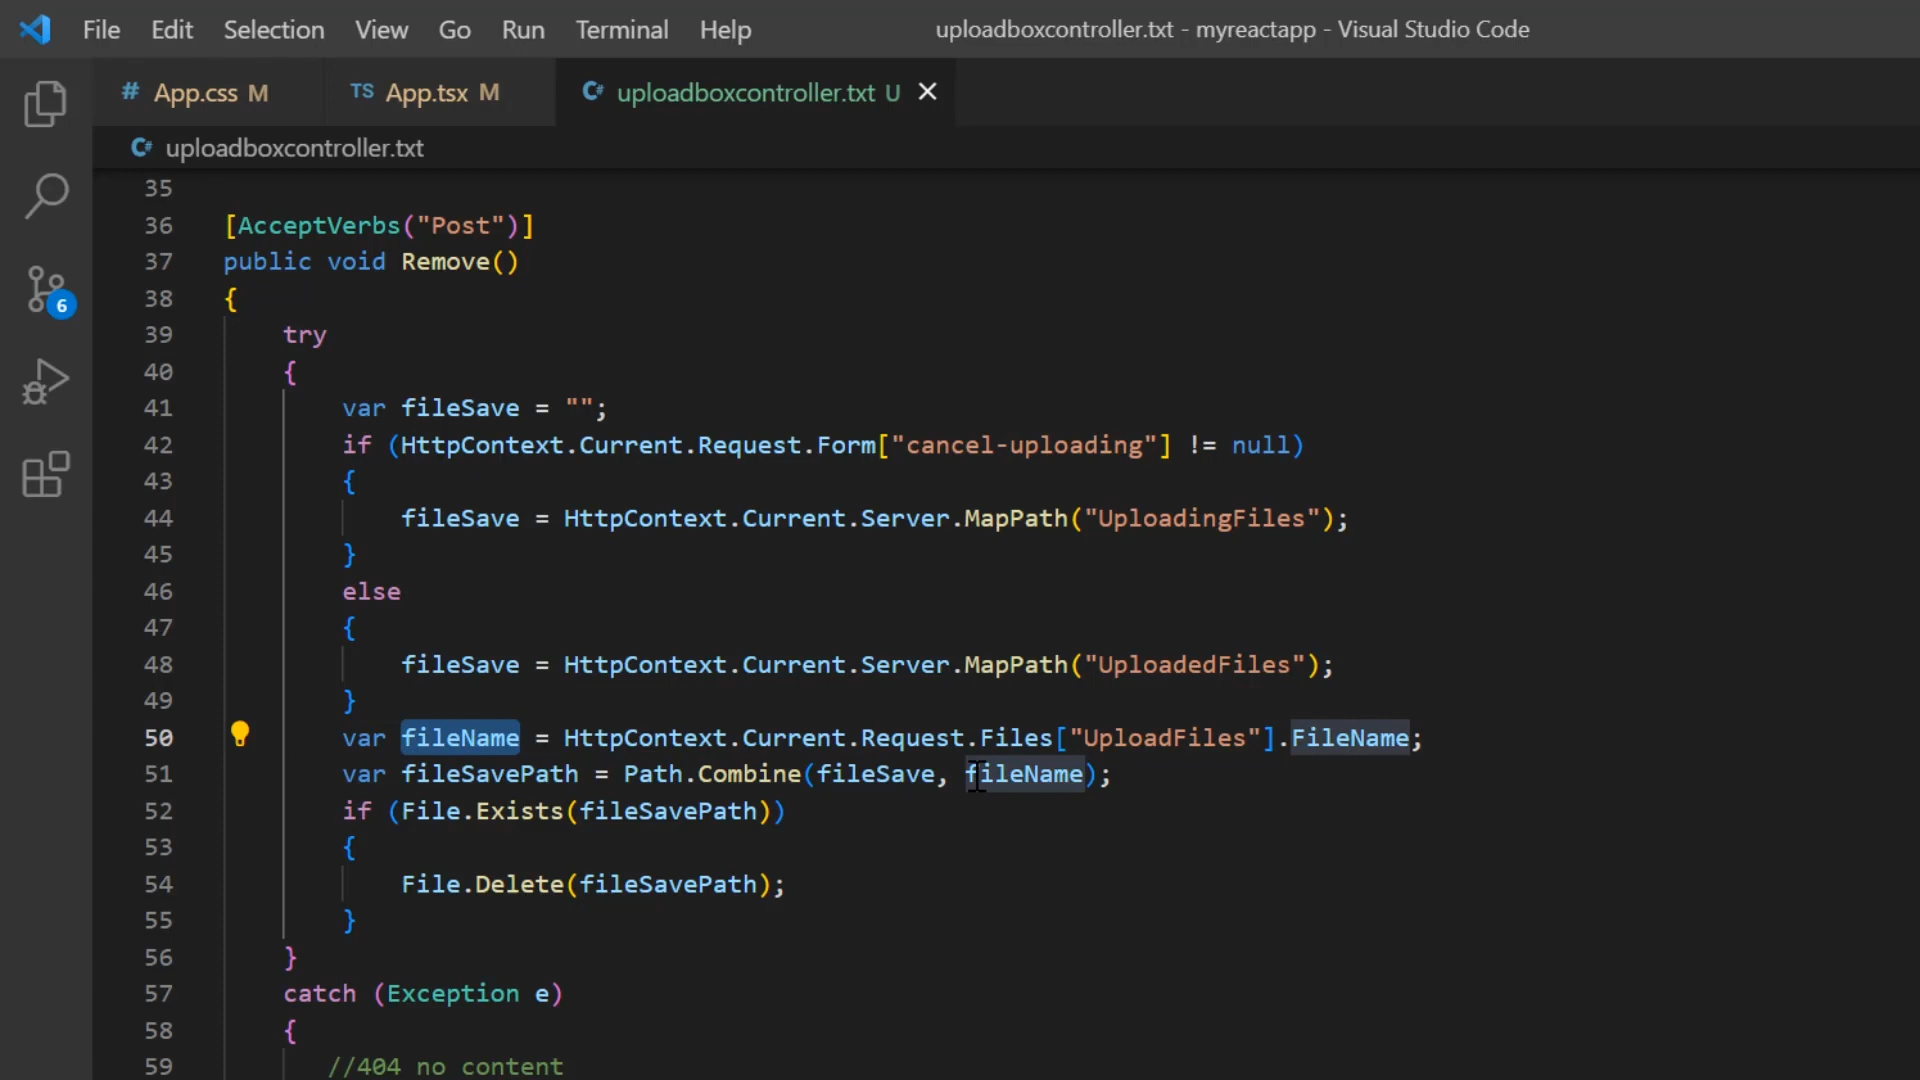 File Edit Selection View Go Run Terminal Help uploadboxcontroller.txt - myreactapp - Visual Studio Code
# App.css M TS App.tsx M C# uploadboxcontroller.txt U
C# uploadboxcontroller.txt
35
36 [AcceptVerbs("Post")]
37 public void Remove()
38 {
39 try
40 {
41 var fileSave = "";
42 if (HttpContext.Current.Request.Form["cancel-uploading"] != null)
43 {
44 fileSave = HttpContext.Current.Server.MapPath("UploadingFiles");
45 }
46 else
47 {
48 fileSave = HttpContext.Current.Server.MapPath("UploadedFiles");
49 }
50 var fileName = HttpContext.Current.Request.Files["UploadFiles"].FileName;
51 var fileSavePath = Path.Combine(fileSave, fileName);
52 if (File.Exists(fileSavePath))
53 {
54 File.Delete(fileSavePath);
55 }
56 }
57 catch (Exception e)
58 {
59 //404 no content
6